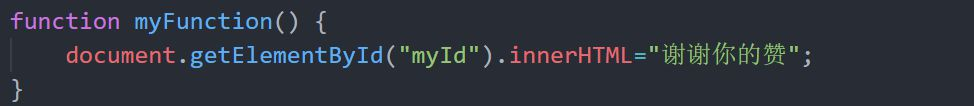 function myFunction() {
    document.getElementById("myId").innerHTML="谢谢你的赞";
}